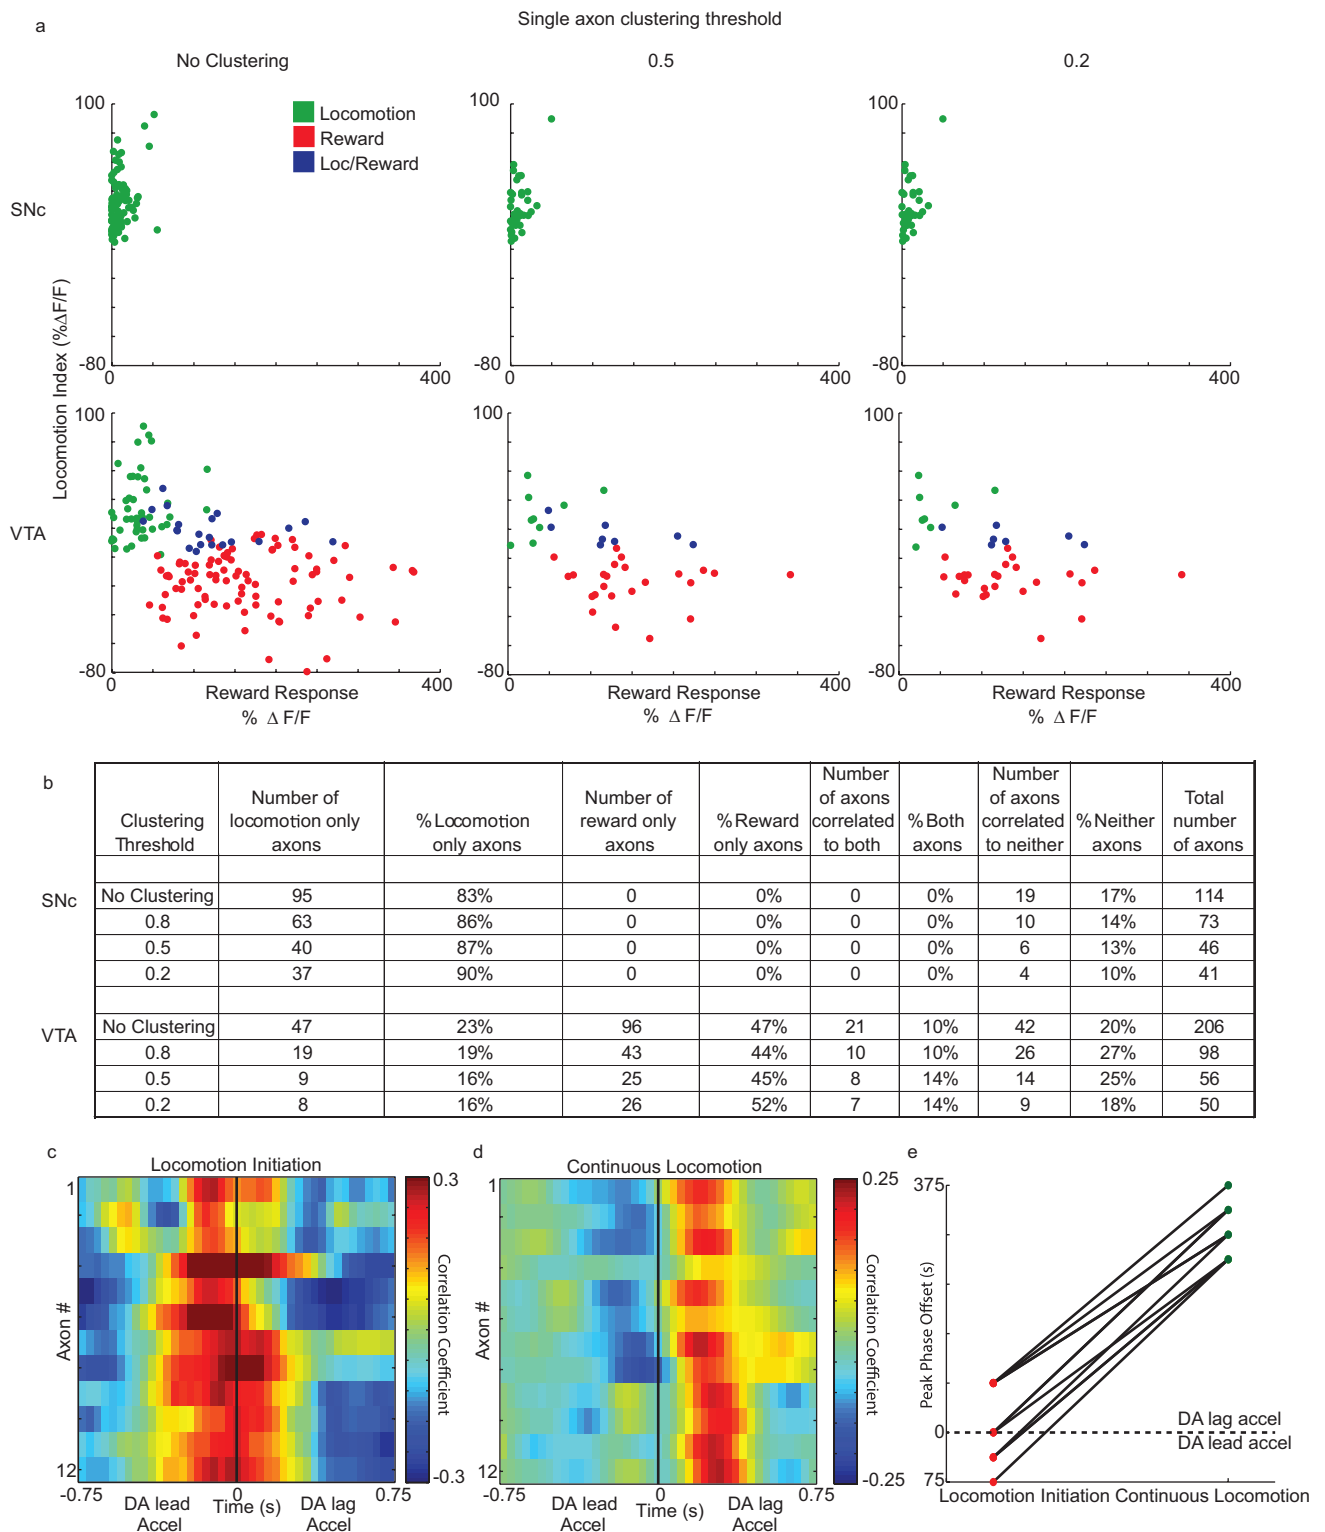 a
Single axon clustering threshold
No Clustering
0.5
0.2
100
Locomotion
Reward
Loc/Reward
100
100
SNc
Locomotion Index (%ΔF/F)
-80
0
400
-80
0
400
-80
0
400
100
100
100
VTA
-80
0
400
-80
0
400
-80
0
400
Reward Response
% Δ F/F
Reward Response
% Δ F/F
Reward Response
% Δ F/F
b
Clustering Threshold
Number of locomotion only axons
%Locomotion only axons
Number of reward only axons
%Reward only axons
Number of axons correlated to both
%Both axons
Number of axons correlated to neither
%Neither axons
Total number of axons
SNc
No Clustering 95 83% 0 0% 0 0% 19 17% 114
0.8 63 86% 0 0% 0 0% 10 14% 73
0.5 40 87% 0 0% 0 0% 6 13% 46
0.2 37 90% 0 0% 0 0% 4 10% 41
VTA
No Clustering 47 23% 96 47% 21 10% 42 20% 206
0.8 19 19% 43 44% 10 10% 26 27% 98
0.5 9 16% 25 45% 8 14% 14 25% 56
0.2 8 16% 26 52% 7 14% 9 18% 50
c
Locomotion Initiation
1
Axon #
12
-0.75
DA lead
Accel
0
Time (s)
DA lag
Accel
0.75
0.3
Correlation Coefficient
-0.3
d
Continuous Locomotion
1
Axon #
12
-0.75
DA lead
Accel
0
Time (s)
DA lag
Accel
0.75
0.25
Correlation Coefficient
-0.25
e
375
Peak Phase Offset (s)
0
75
DA lag accel
DA lead accel
Locomotion Initiation
Continuous Locomotion